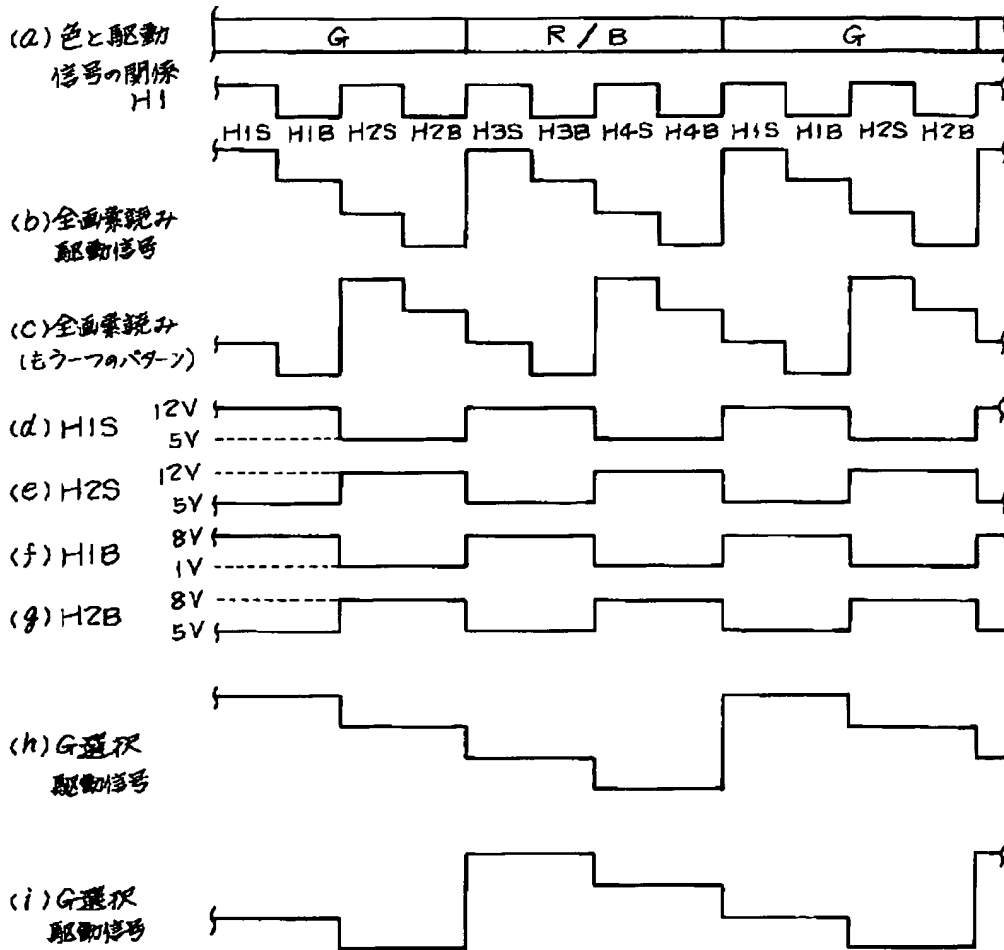 (a) 色と駆動
信号の関係
H1
G R/B G
H1S H1B H2S H2B H3S H3B H4S H4B H1S H1B H2S H2B
(b) 全画素読み
駆動信号
(c) 全画素読み
(もう一つのパターン)
(d) H1S 12V
5V
(e) H2S 12V
5V
(f) H1B 8V
1V
(g) H2B 8V
5V
(h) G選択
駆動信号
(i) G選択
駆動信号